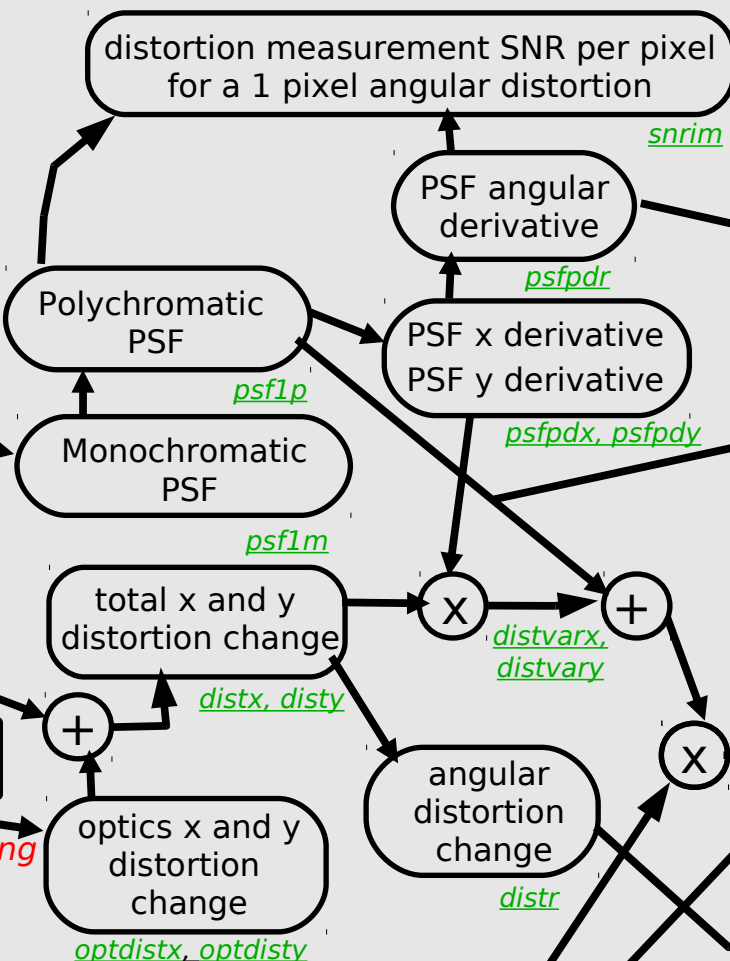 distortion measurement SNR per pixel
for a 1 pixel angular distortion
snrim
PSF angular
derivative
psfpdr
Polychromatic
PSF
psf1p
PSF x derivative
PSF y derivative
psfpdx, psfpdy
Monochromatic
PSF
psf1m
total x and y
distortion change
distx, disty
x
distvarx,
distvary
+
+
x
angular
distortion
change
distr
optics x and y
distortion
change
optdistx, optdisty
ng